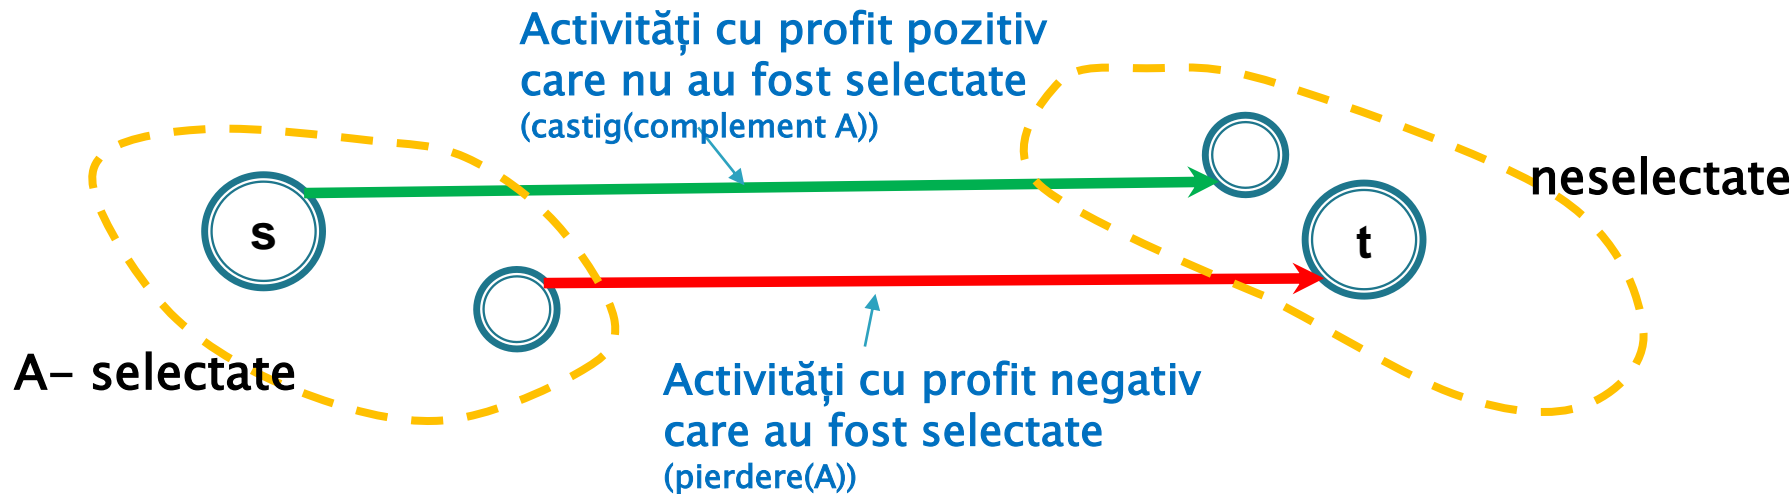 Activități cu profit pozitiv
care nu au fost selectate
(castig(complement A))
neselectate
s
t
A- selectate
Activități cu profit negativ
care au fost selectate
(pierdere(A))